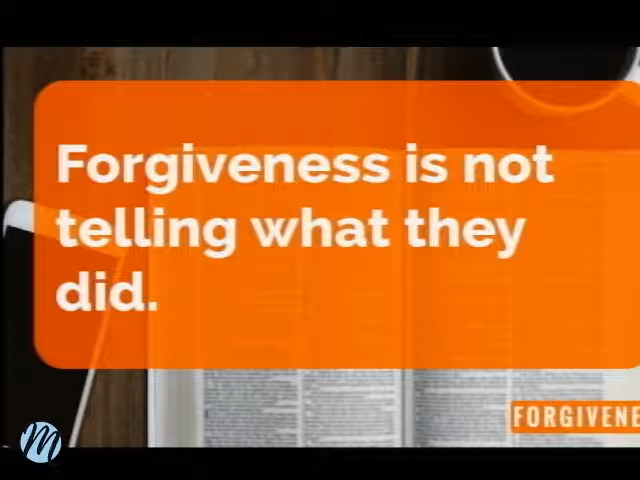 Forgiveness is not
telling what they
did.
FORGIVENE
M